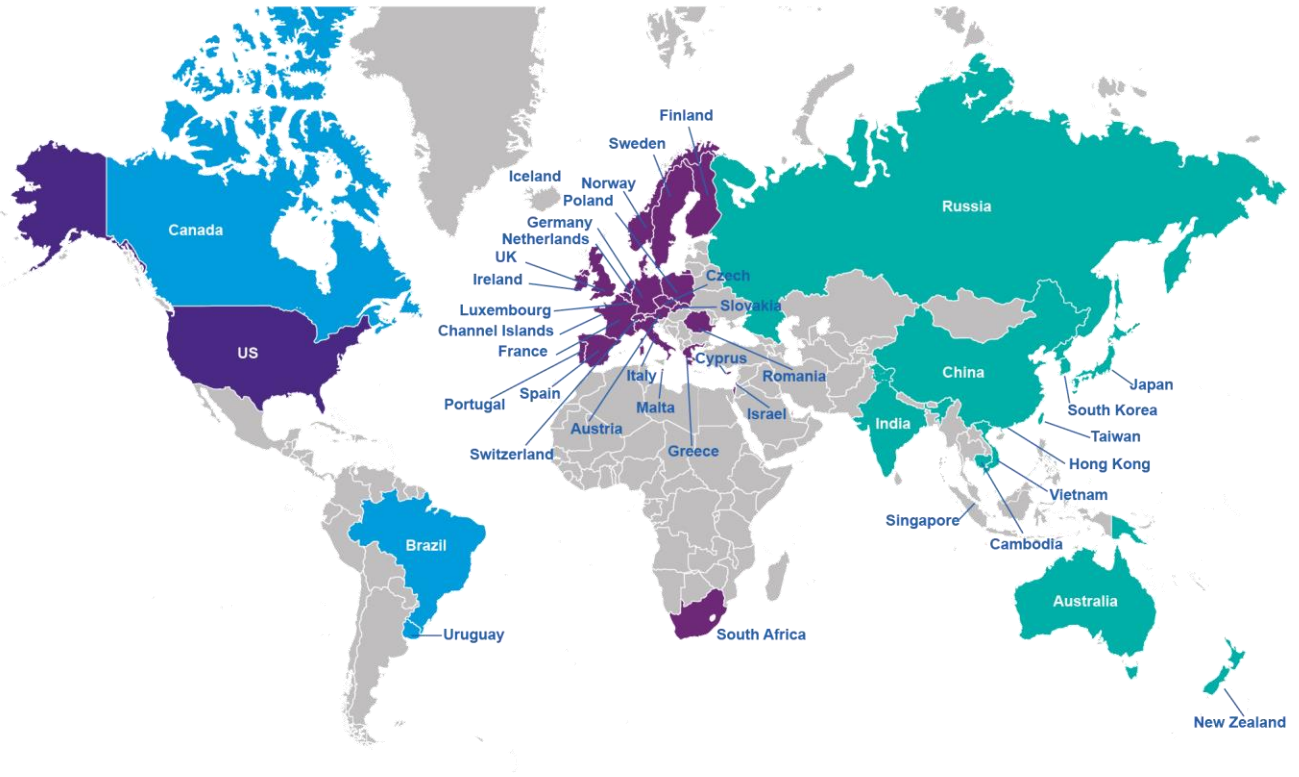 Finland
Sweden
Iceland
Norway
Poland
Russia
Germany
Canada
Netherlands
UK
Czech
Ireland
Slovakia
Luxembourg
Channel Islands
France
US
Cyprus
China
Italy
Romania
Japan
Spain
Portugal
Malta
South Korea
Israel
India
Austria
Taiwan
Greece
Switzerland
Hong Kong
Vietnam
Singapore
Cambodia
Brazil
Australia
Uruguay
South Africa
New Zealand